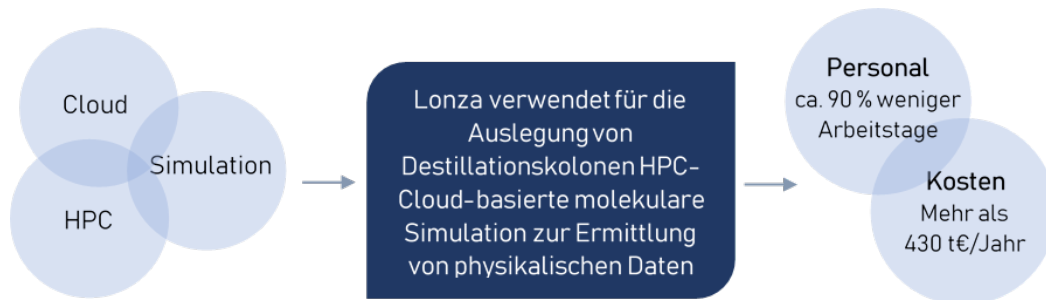 Cloud
Simulation
HPC
Lonza verwendet für die
Auslegung von
Destillationskolonen HPC-
Cloud-basierte molekulare
Simulation zur Ermittlung
von physikalischen Daten
Personal
ca. 90 % weniger
Arbeitstage
Kosten
Mehr als
430 t€/Jahr